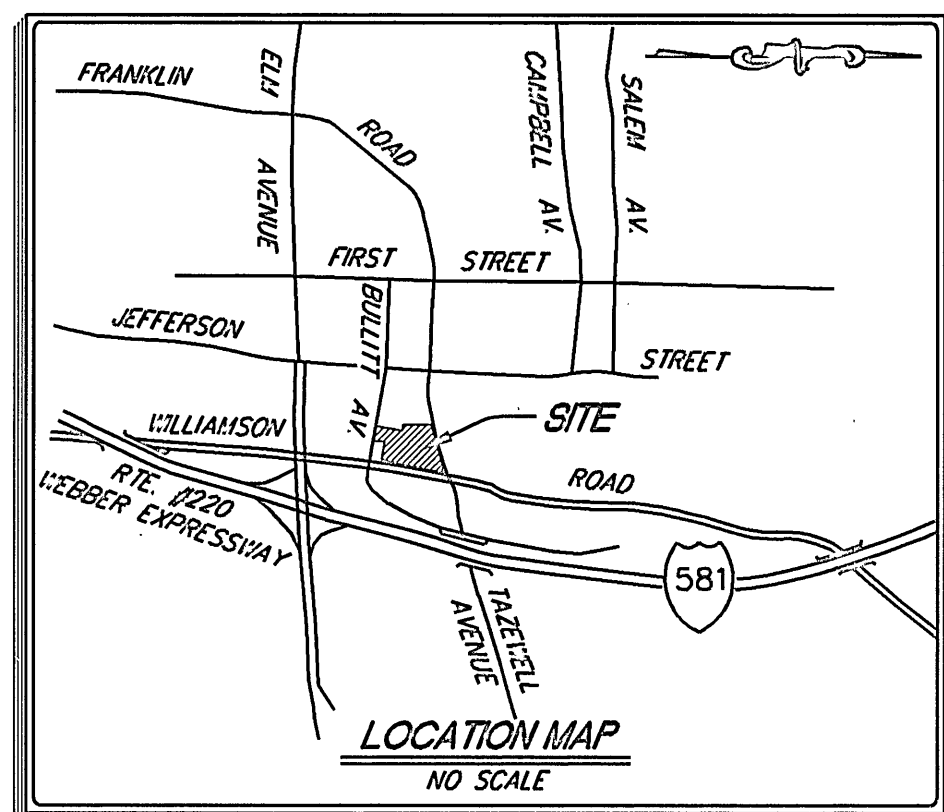 FRANKLIN
ROAD
ELM
AVENUE
CAMPBELL
AV.
SALEM
AV.
FIRST
STREET
BULLITT
AV.
JEFFERSON
STREET
WILLIAMSON
ROAD
SITE
RTE. #220
WEBBER EXPRESSWAY
581
TAZEWELL
AVENUE
LOCATION MAP
NO SCALE